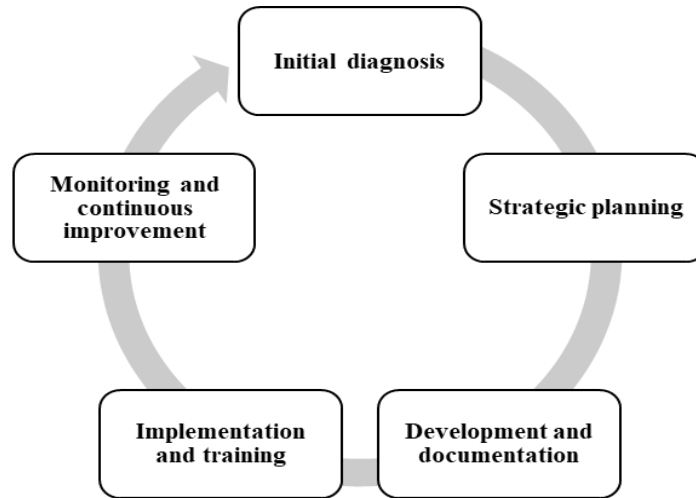 Initial diagnosis
Strategic planning
Development and
documentation
Implementation
and training
Monitoring and
continuous
improvement